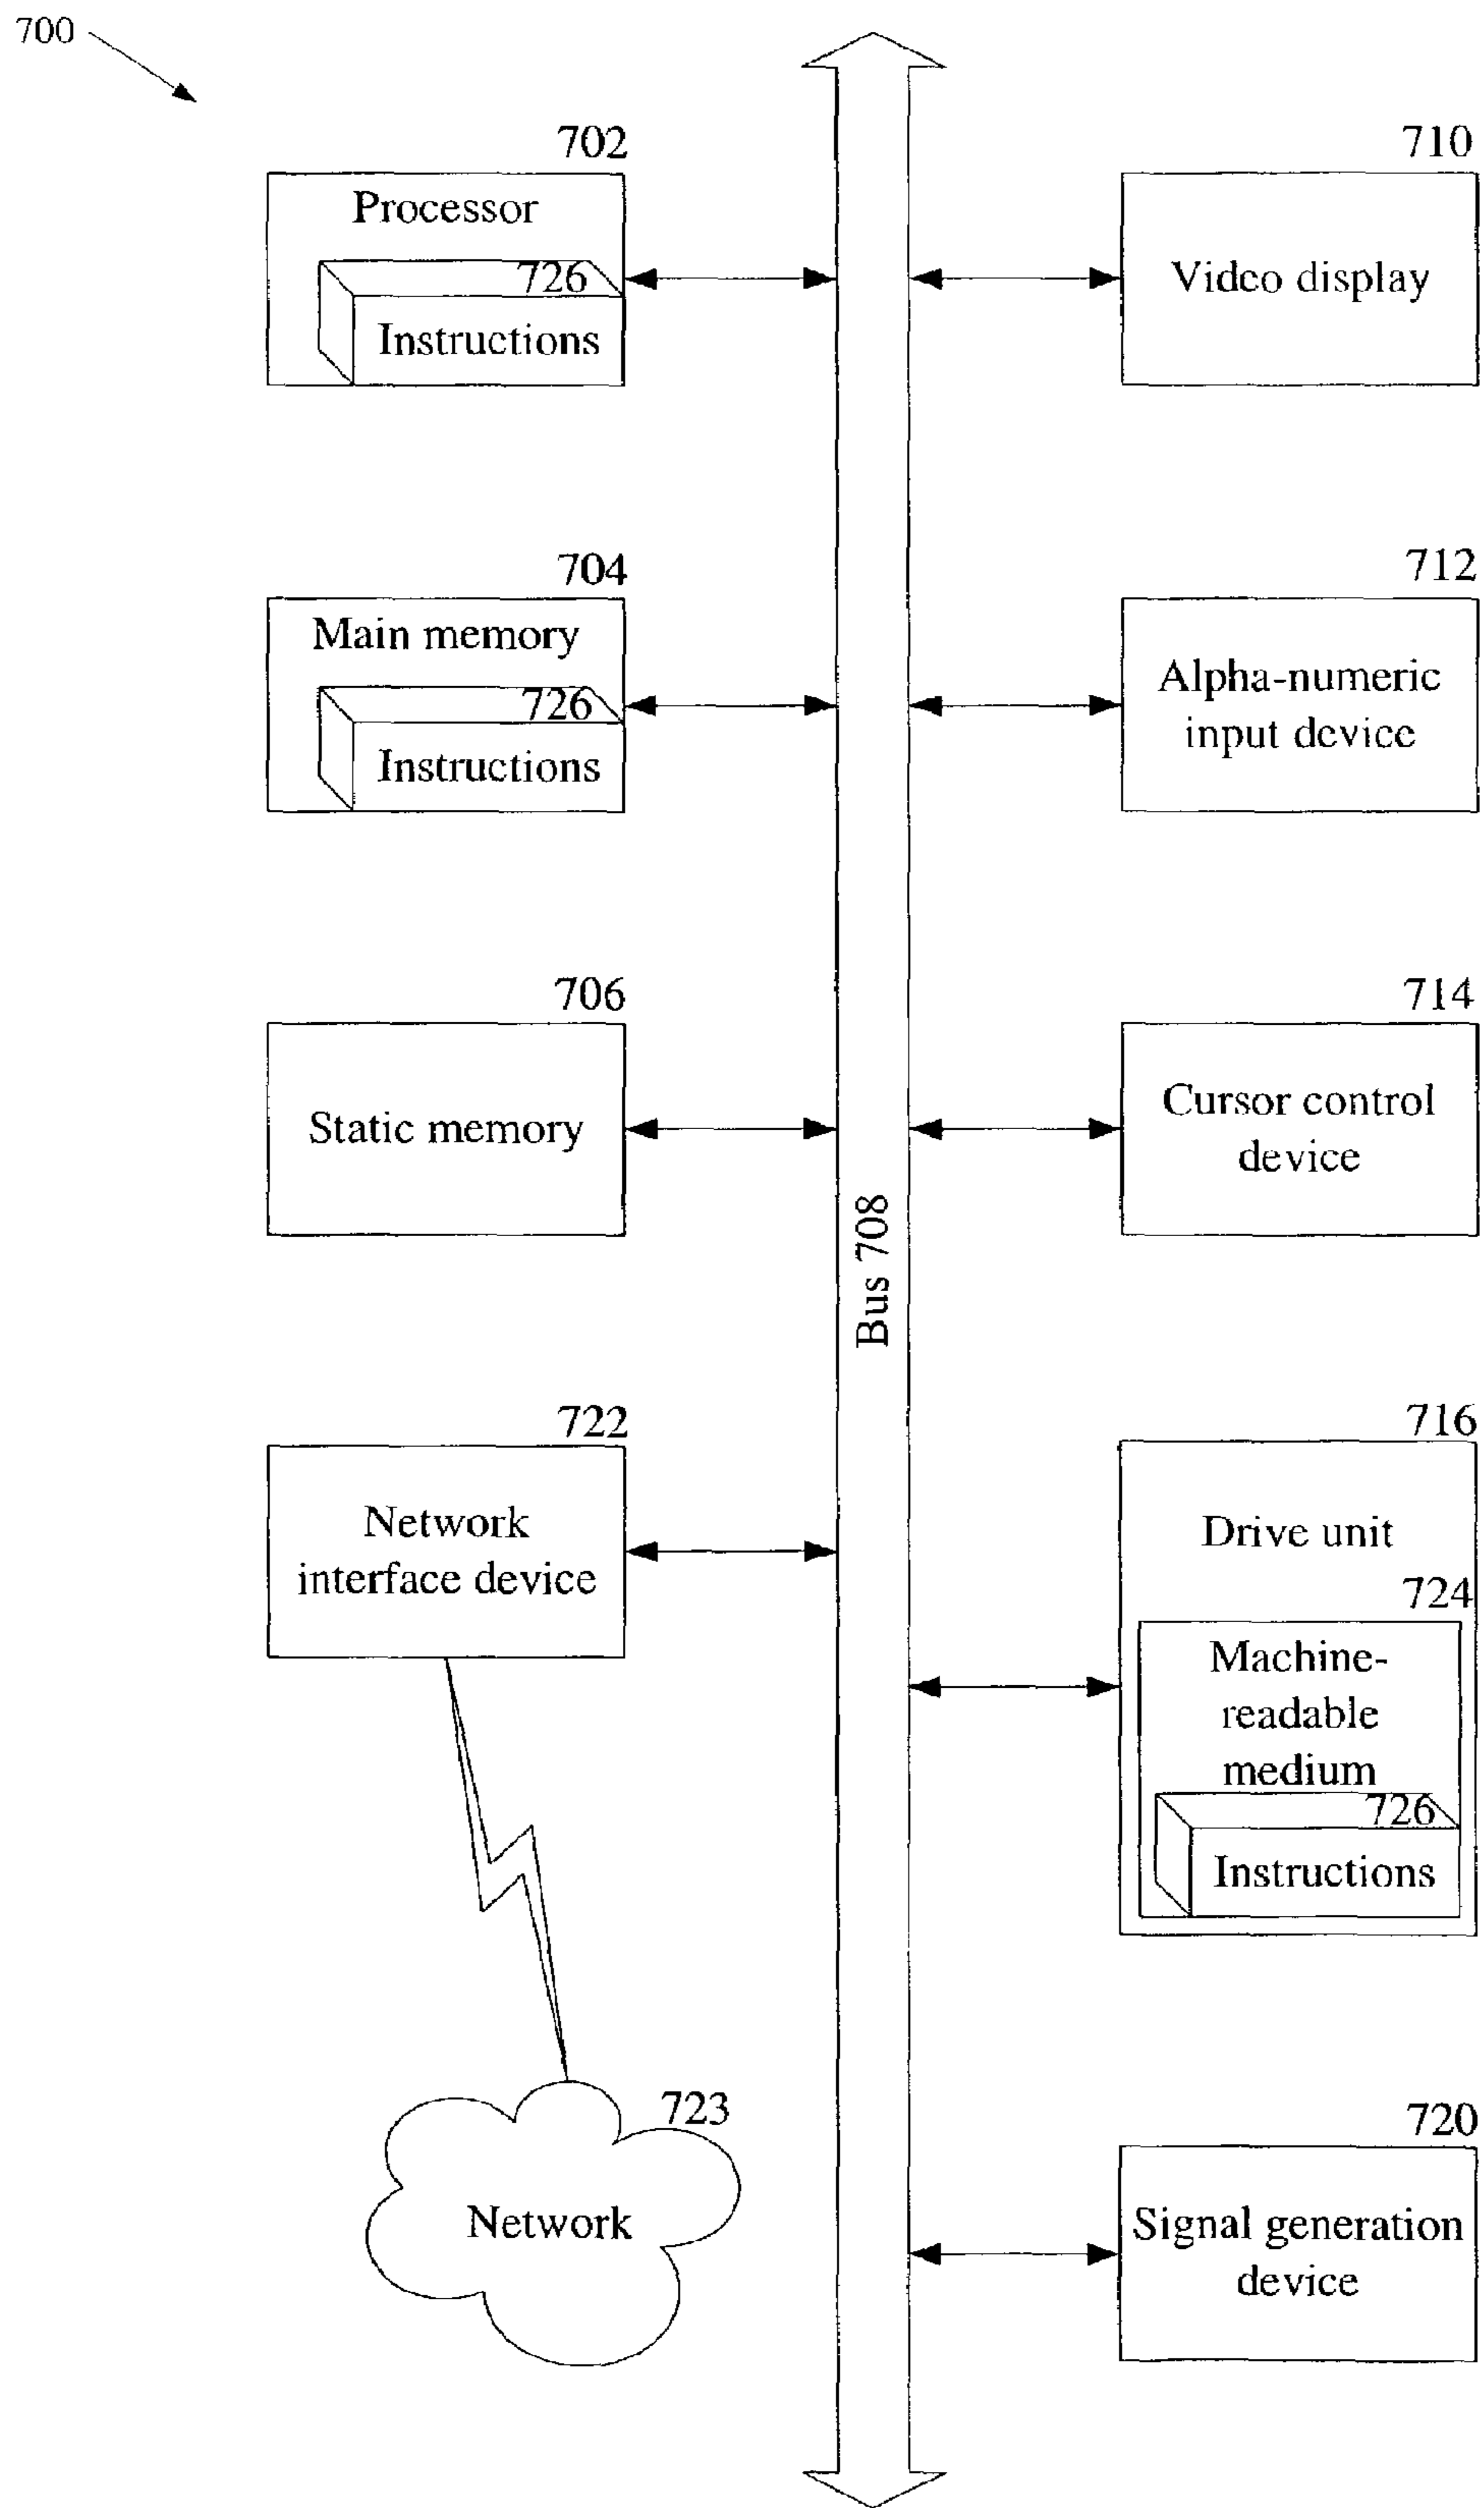 700
702
Processor
726
Instructions
704
Main memory
726
Instructions
706
Static memory
722
Network
interface device
723
Network
Bus 708
710
Video display
712
Alpha-numeric
input device
714
Cursor control
device
716
Drive unit
724
Machine-
readable
medium
726
Instructions
720
Signal generation
device